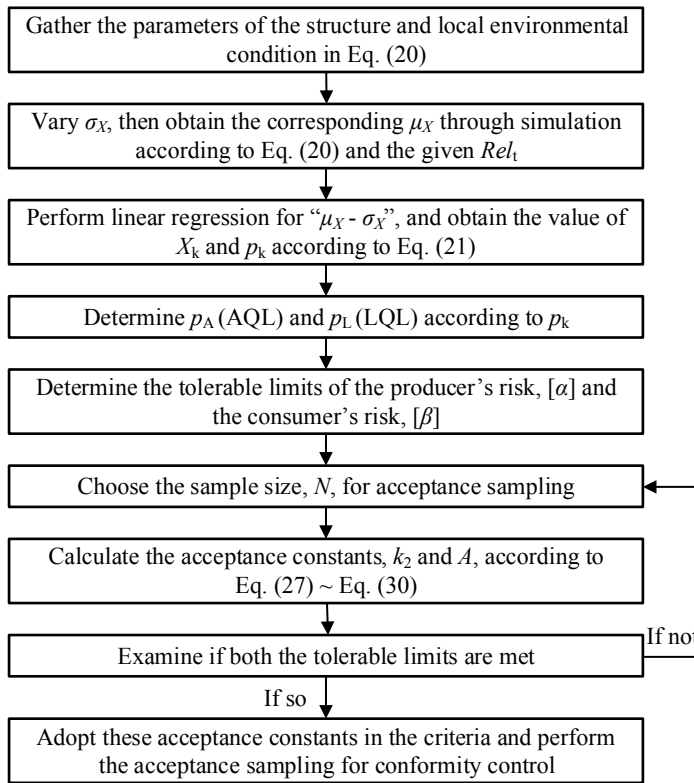 Gather the parameters of the structure and local environmental
condition in Eq. (20)
Vary σX, then obtain the corresponding μX through simulation
according to Eq. (20) and the given Relt
Perform linear regression for “μX - σX”, and obtain the value of
Xk and pk according to Eq. (21)
Determine pA (AQL) and pL (LQL) according to pk
Determine the tolerable limits of the producer’s risk, [α] and
the consumer’s risk, [β]
Choose the sample size, N, for acceptance sampling
Calculate the acceptance constants, k2 and A, according to
Eq. (27) ~ Eq. (30)
Examine if both the tolerable limits are met
If not
If so
Adopt these acceptance constants in the criteria and perform
the acceptance sampling for conformity control